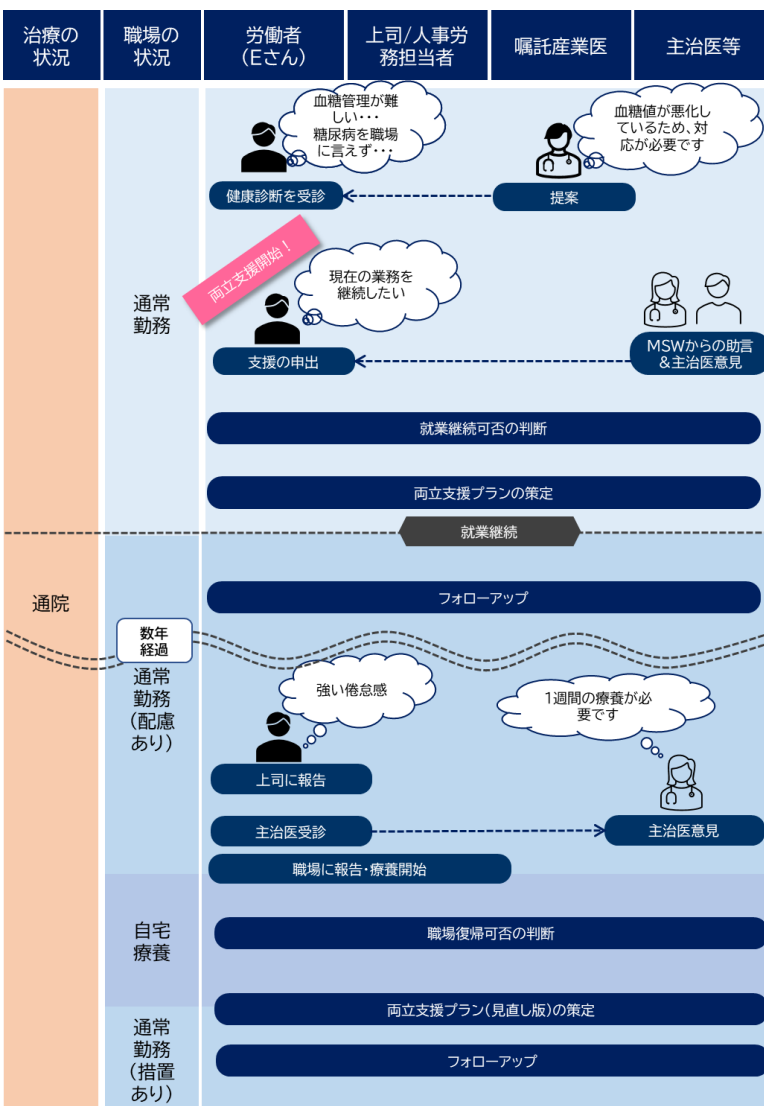 治療の
状況
職場の
状況
労働者
(Eさん)
上司/人事労
務担当者
嘱託産業医
主治医等
血糖管理が難
しい・・・
糖尿病を職場
に言えず・・・
血糖値が悪化し
ているため、対
応が必要です
健康診断を受診
提案
両立支援開始！
現在の業務を
継続したい
通常
勤務
支援の申出
MSWからの助言
&主治医意見
就業継続可否の判断
両立支援プランの策定
就業継続
通院
フォローアップ
数年
経過
通常
勤務
(配慮
あり)
強い倦怠感
1週間の療養が必
要です
上司に報告
主治医受診
主治医意見
職場に報告・療養開始
自宅
療養
職場復帰可否の判断
両立支援プラン(見直し版)の策定
通常
勤務
(措置
あり)
フォローアップ